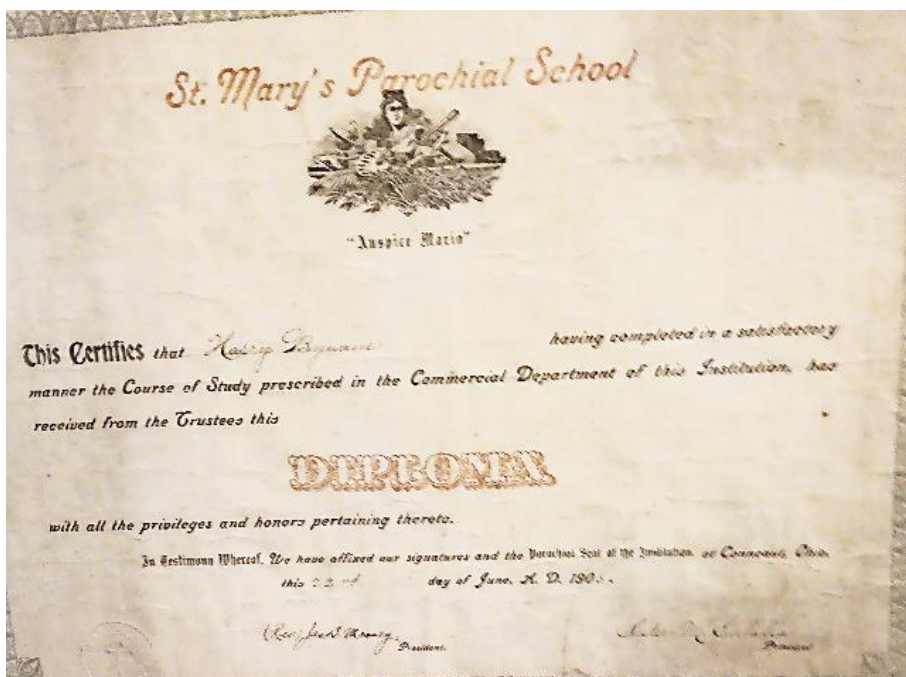 St. Mary's Parochial School
"Auspice Maria"
This Certifies that Harry having completed in a satisfactory
manner the Course of Study prescribed in the Commercial Department of this Institution, has
received from the Trustees this
DIPLOMA
with all the privileges and honors pertaining thereto.
In Testimony Whereof, We have affixed our signatures and the Parochial Seal of the Institution, at Conneaut, Ohio,
this day of June, A. D. 190
President.
Principal